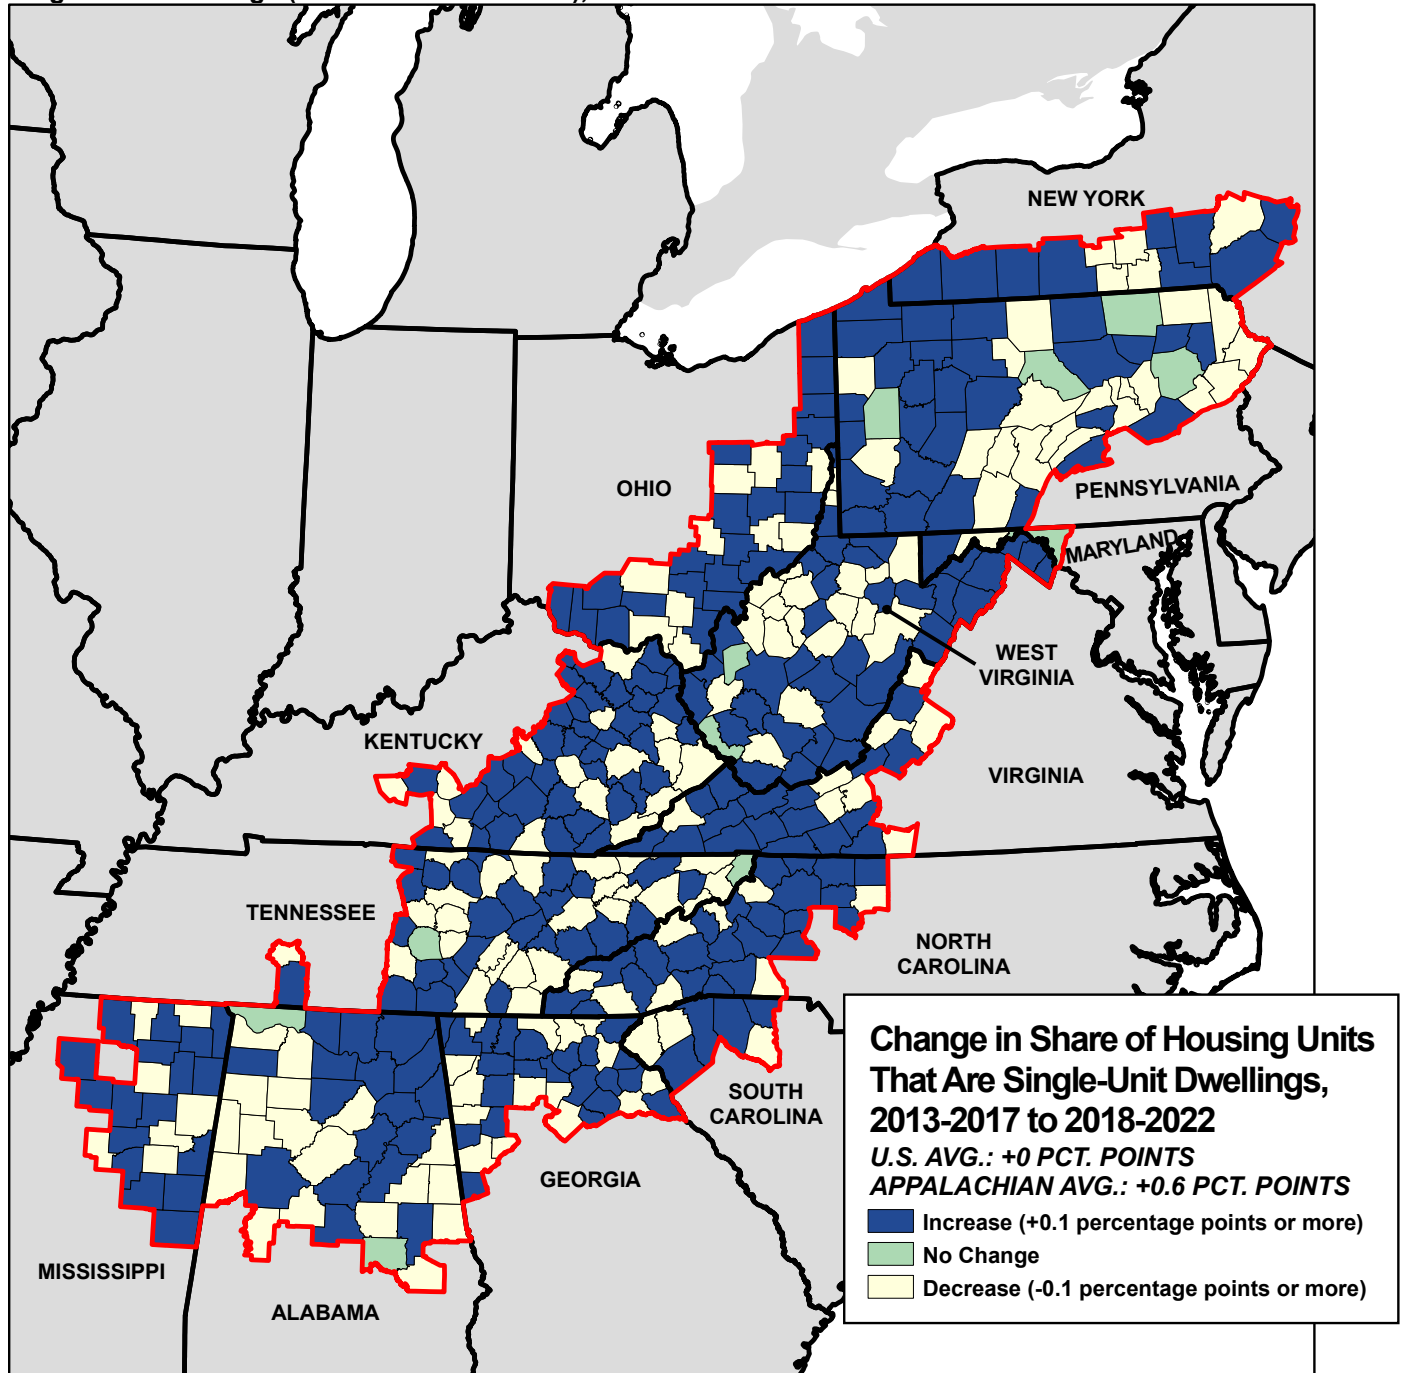 NEW YORK
OHIO
PENNSYLVANIA
MARYLAND
WEST
VIRGINIA
KENTUCKY
VIRGINIA
TENNESSEE
NORTH
CAROLINA
SOUTH
CAROLINA
GEORGIA
MISSISSIPPI
ALABAMA
Change in Share of Housing Units
That Are Single-Unit Dwellings,
2013-2017 to 2018-2022
U.S. AVG.: +0 PCT. POINTS
APPALACHIAN AVG.: +0.6 PCT. POINTS
Increase (+0.1 percentage points or more)
No Change
Decrease (-0.1 percentage points or more)